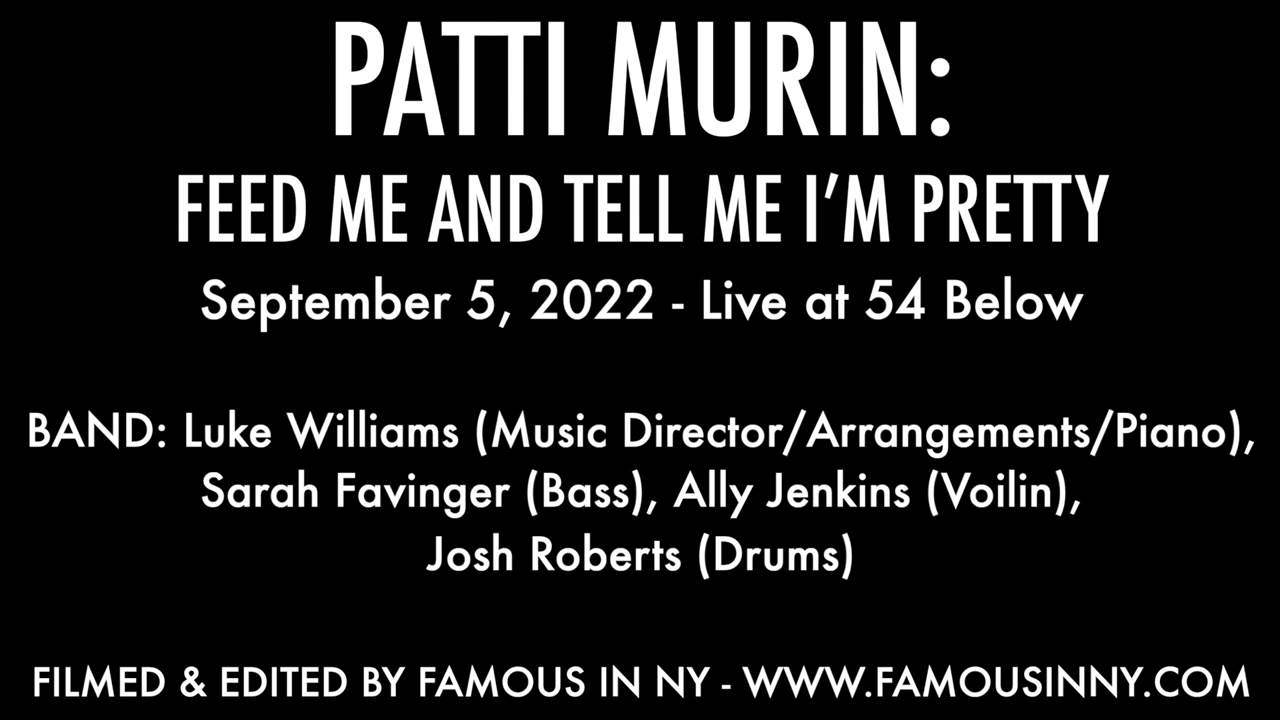 PATTI MURIN:
FEED ME AND TELL ME I'M PRETTY
September 5, 2022 - Live at 54 Below
BAND: Luke Williams (Music Director/Arrangements/Piano),
Sarah Favinger (Bass), Ally Jenkins (Voilin),
Josh Roberts (Drums)
FILMED & EDITED BY FAMOUS IN NY - WWW.FAMOUSINNY.COM